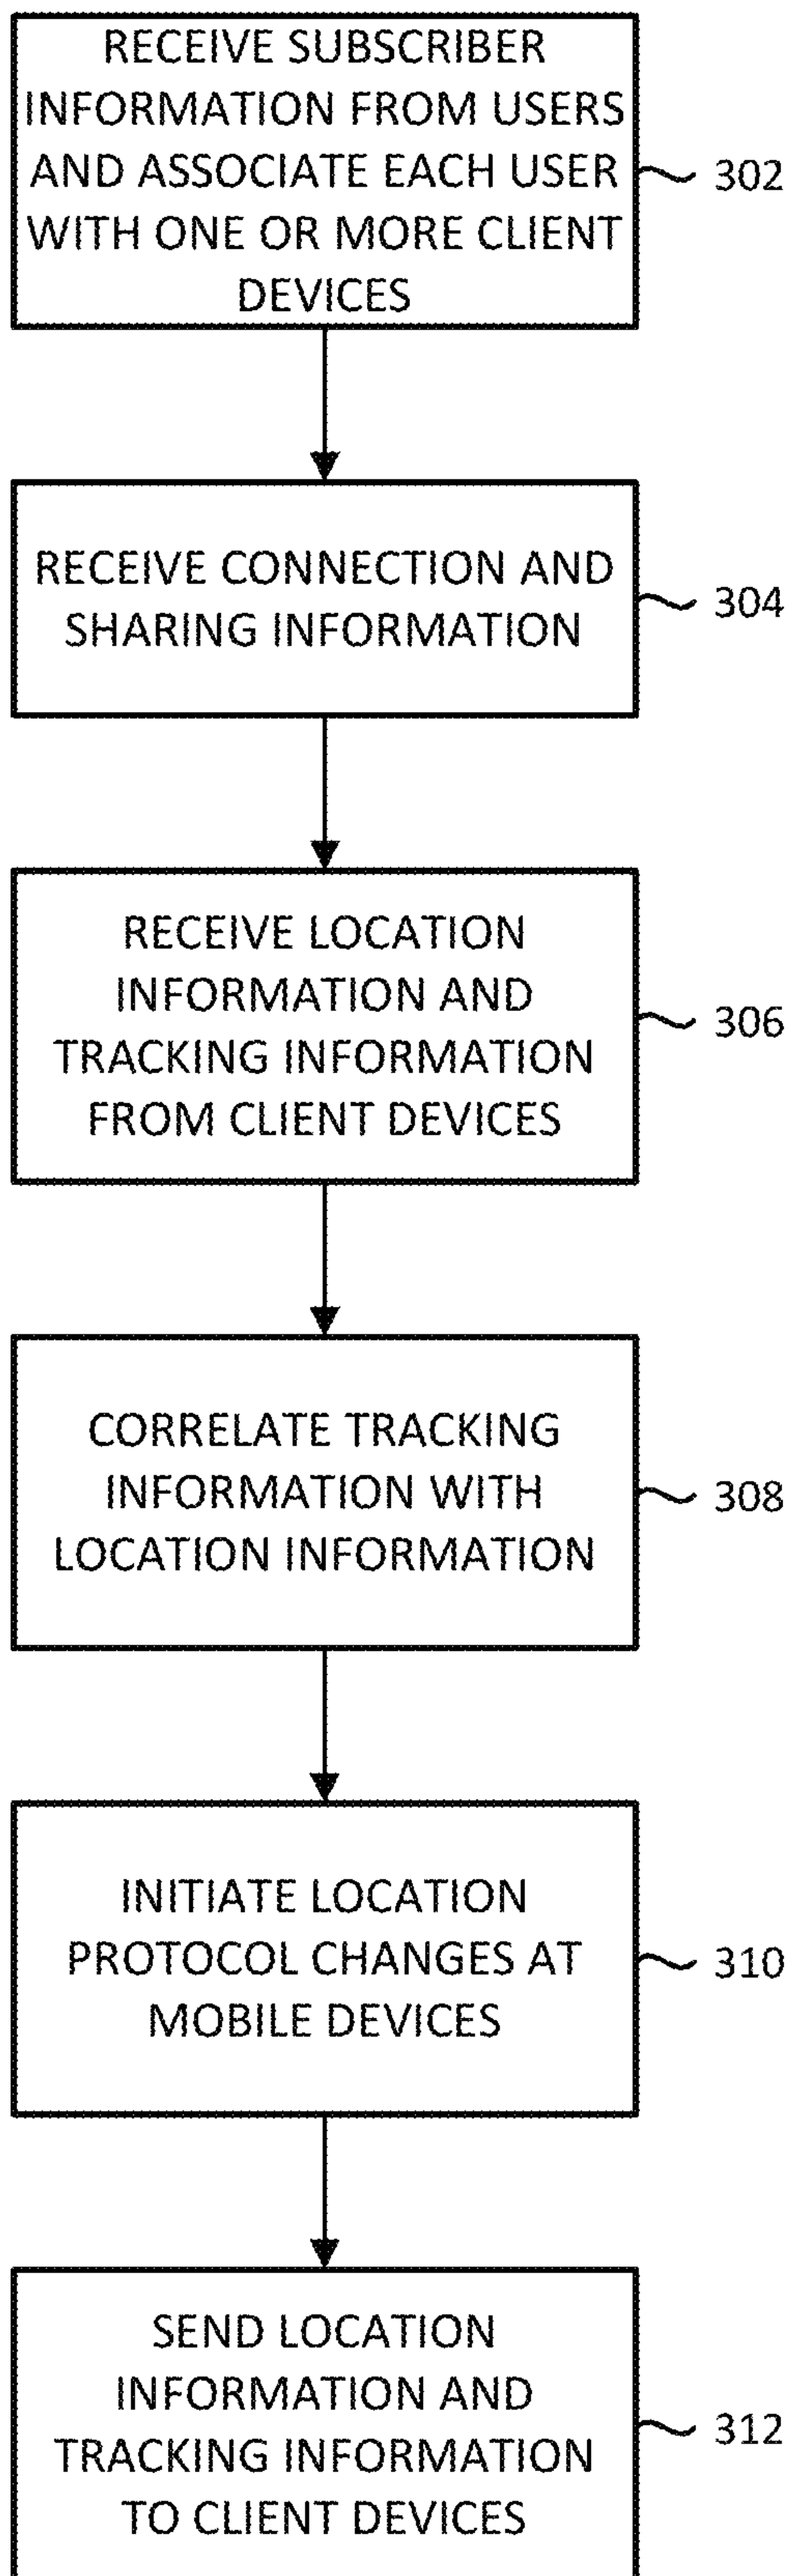 RECEIVE SUBSCRIBER
INFORMATION FROM USERS
AND ASSOCIATE EACH USER
WITH ONE OR MORE CLIENT
DEVICES
302
RECEIVE CONNECTION AND
SHARING INFORMATION
304
RECEIVE LOCATION
INFORMATION AND
TRACKING INFORMATION
FROM CLIENT DEVICES
306
CORRELATE TRACKING
INFORMATION WITH
LOCATION INFORMATION
308
INITIATE LOCATION
PROTOCOL CHANGES AT
MOBILE DEVICES
310
SEND LOCATION
INFORMATION AND
TRACKING INFORMATION
TO CLIENT DEVICES
312